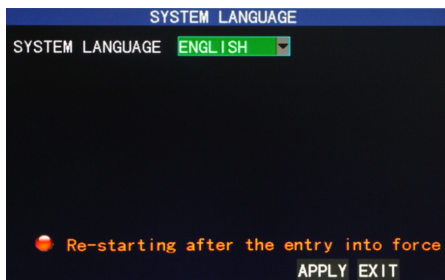 SYSTEM LANGUAGE
SYSTEM LANGUAGE ENGLISH
Re-starting after the entry into force
APPLY EXIT